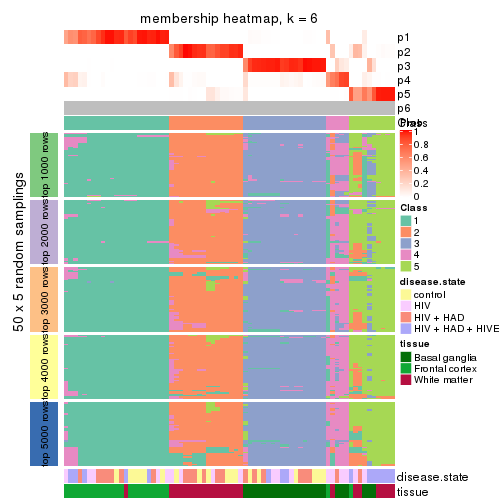 membership heatmap, k = 6
p1
p2
p3
p4
p5
p6
Class
Prob
1
0.8
0.6
0.4
0.2
0
Class
1
2
3
4
5
disease.state
control
HIV
HIV + HAD
HIV + HAD + HIVE
tissue
Basal ganglia
Frontal cortex
White matter
50 x 5 random samplings
top 1000 rows
top 2000 rows
top 3000 rows
top 4000 rows
top 5000 rows
disease.state
tissue